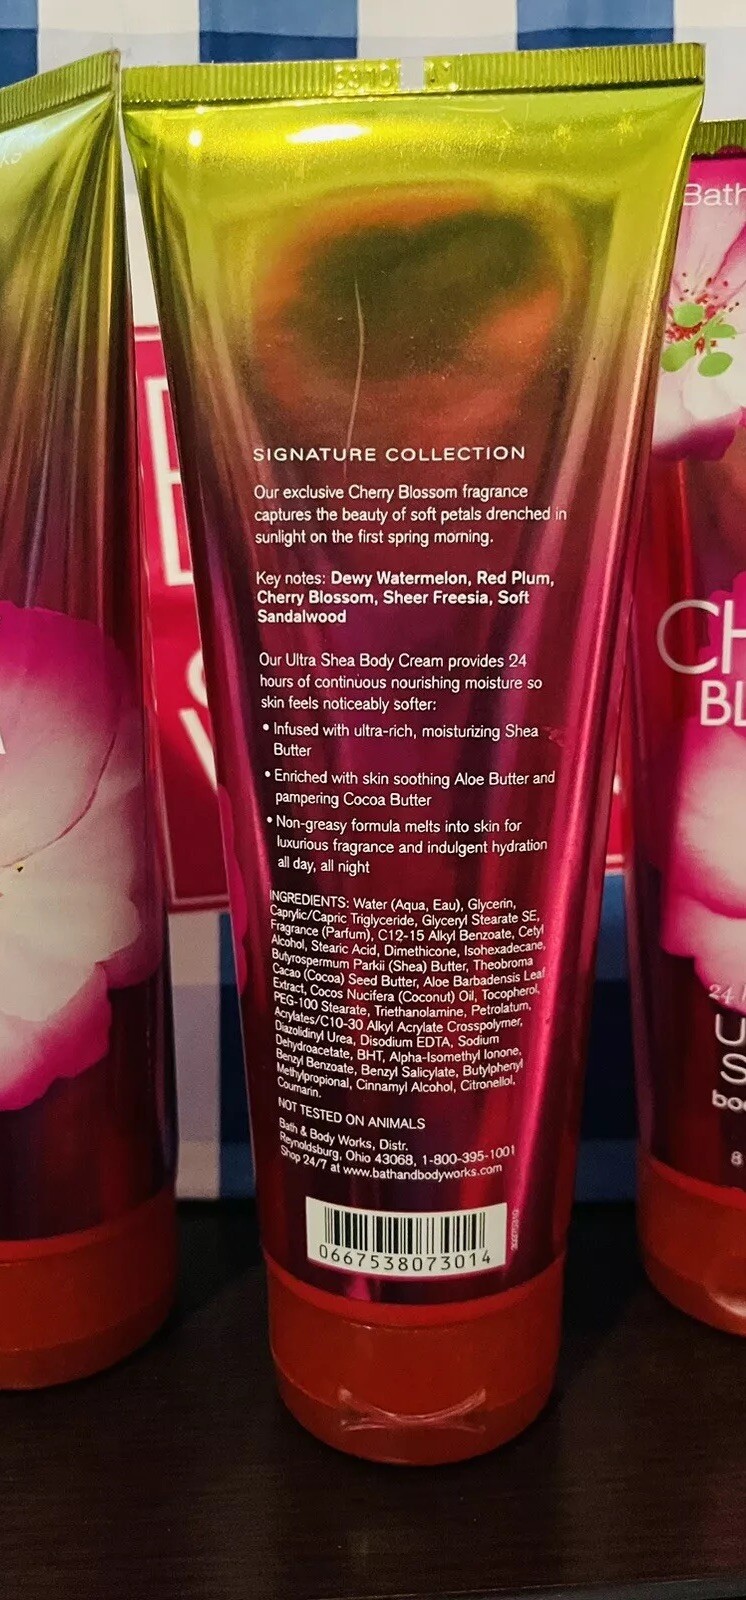 Bath
SIGNATURE COLLECTION
Our exclusive Cherry Blossom fragrance
captures the beauty of soft petals drenched in
sunlight on the first spring morning.
Key notes: Dewy Watermelon, Red Plum,
Cherry Blossom, Sheer Freesia, Soft
Sandalwood
Our Ultra Shea Body Cream provides 24
hours of continuous nourishing moisture so
skin feels noticeably softer:
• Infused with ultra-rich, moisturizing Shea
Butter
• Enriched with skin soothing Aloe Butter and
pampering Cocoa Butter
• Non-greasy formula melts into skin for
luxurious fragrance and indulgent hydration
all day, all night
INGREDIENTS: Water (Aqua, Eau), Glycerin,
Caprylic/Capric Triglyceride, Glyceryl Stearate SE,
Fragrance (Parfum), C12-15 Alkyl Benzoate, Cetyl
Alcohol, Stearic Acid, Dimethicone, Isohexadecane,
Butyrospermum Parkii (Shea) Butter, Theobroma
Cacao (Cocoa) Seed Butter, Aloe Barbadensis Leaf
Extract, Cocos Nucifera (Coconut) Oil, Tocopherol,
PEG-100 Stearate, Triethanolamine, Petrolatum,
Acrylates/C10-30 Alkyl Acrylate Crosspolymer,
Diazolidinyl Urea, Disodium EDTA, Sodium
Dehydroacetate, BHT, Alpha-Isomethyl Ionone,
Benzyl Benzoate, Benzyl Salicylate, Butylphenyl
Methylpropional, Cinnamyl Alcohol, Citronellol,
Coumarin.
NOT TESTED ON ANIMALS
Bath & Body Works, Distr.
Reynoldsburg, Ohio 43068, 1-800-395-1001
Shop 24/7 at www.bathandbodyworks.com
0667538073014
CH
BL
24
U
S
bo
8